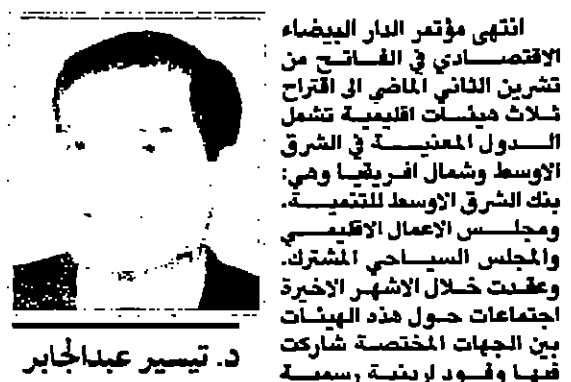 انتهى مؤتمر الدار البيضاء
الاقتصادي في الفاتح من
تشرين الثاني الماضي الى اقتراح
ثلاث هيئات اقليمية تشمل
الدول المعنية في الشرق
الاوسط وشمال افريقيا وهي:
بنك الشرق الاوسط للتنمية،
ومجلس الاعمال الاقليمي
والمجلس السياحي المشترك.
وعقدت خلال الاشهر الاخيرة
اجتماعات حول هذه الهيئات
بين الجهات المختصة شاركت
فيها وفود اردنية رسمية
د. تيسير عبدالجابر